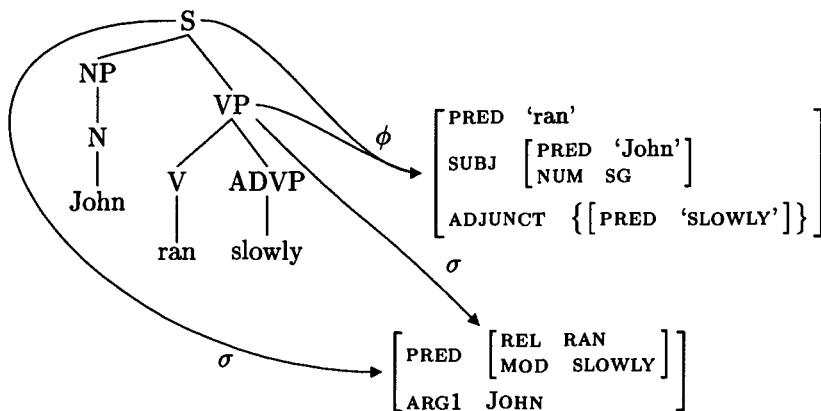 S
NP
VP
N
ϕ
John
V
ADVP
ran
slowly
PRED ‘ran’
SUBJ [PRED ‘John’
NUM SG]
ADJUNCT {[PRED ‘SLOWLY’]}
σ
σ
PRED [REL RAN
MOD SLOWLY]
ARG1 JOHN